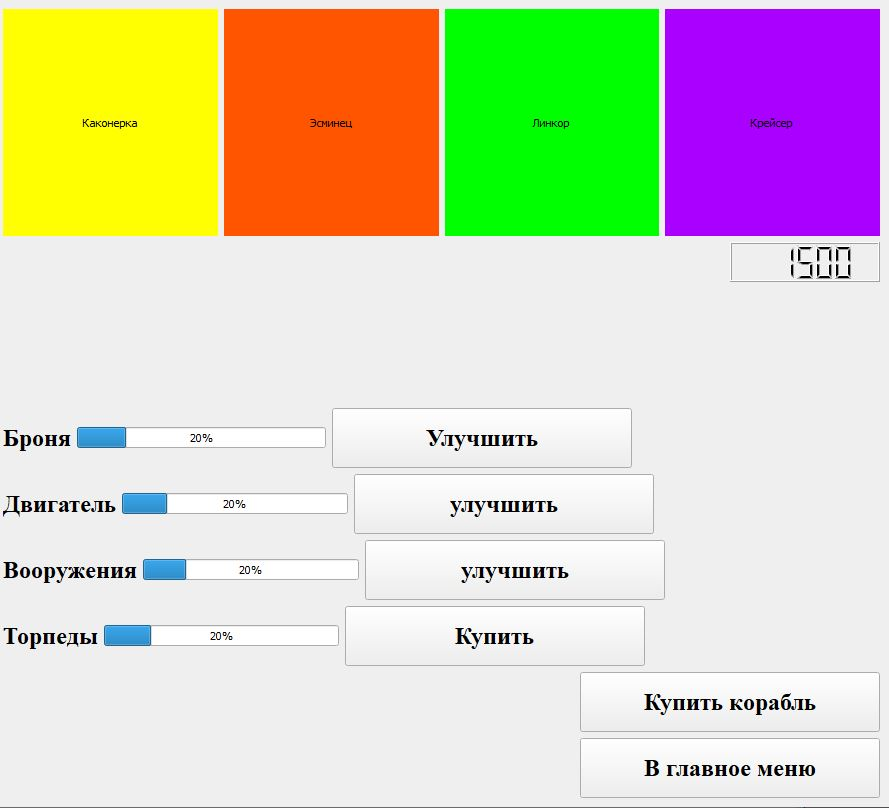 Каконерка Эсминец Линкор Крейсер
1500
Броня 20% Улучшить
Двигатель 20% улучшить
Вооружения 20% улучшить
Торпеды 20% Купить
Купить корабль
В главное меню